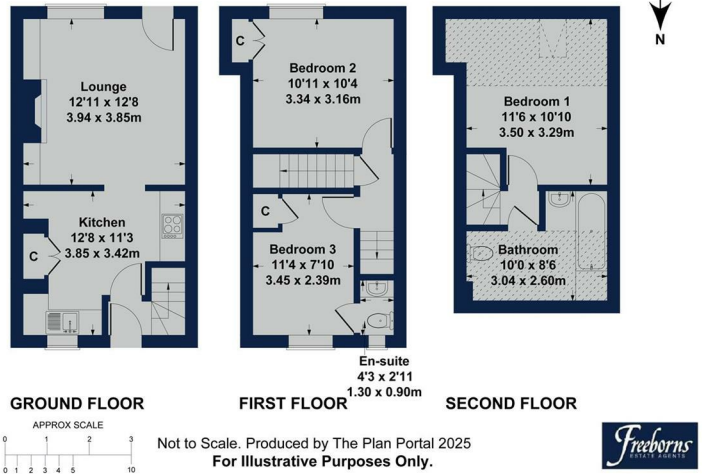 N
Lounge
12'11 x 12'8
3.94 x 3.85m
Kitchen
12'8 x 11'3
3.85 x 3.42m
C
C
Bedroom 2
10'11 x 10'4
3.34 x 3.16m
C
Bedroom 3
11'4 x 7'10
3.45 x 2.39m
En-suite
4'3 x 2'11
1.30 x 0.90m
Bedroom 1
11'6 x 10'10
3.50 x 3.29m
Bathroom
10'0 x 8'6
3.04 x 2.60m
GROUND FLOOR
FIRST FLOOR
SECOND FLOOR
APPROX SCALE
0 1 2 3
0 1 2 3 4 5 10
Not to Scale. Produced by The Plan Portal 2025
For Illustrative Purposes Only.
Freeborns
ESTATE AGENTS